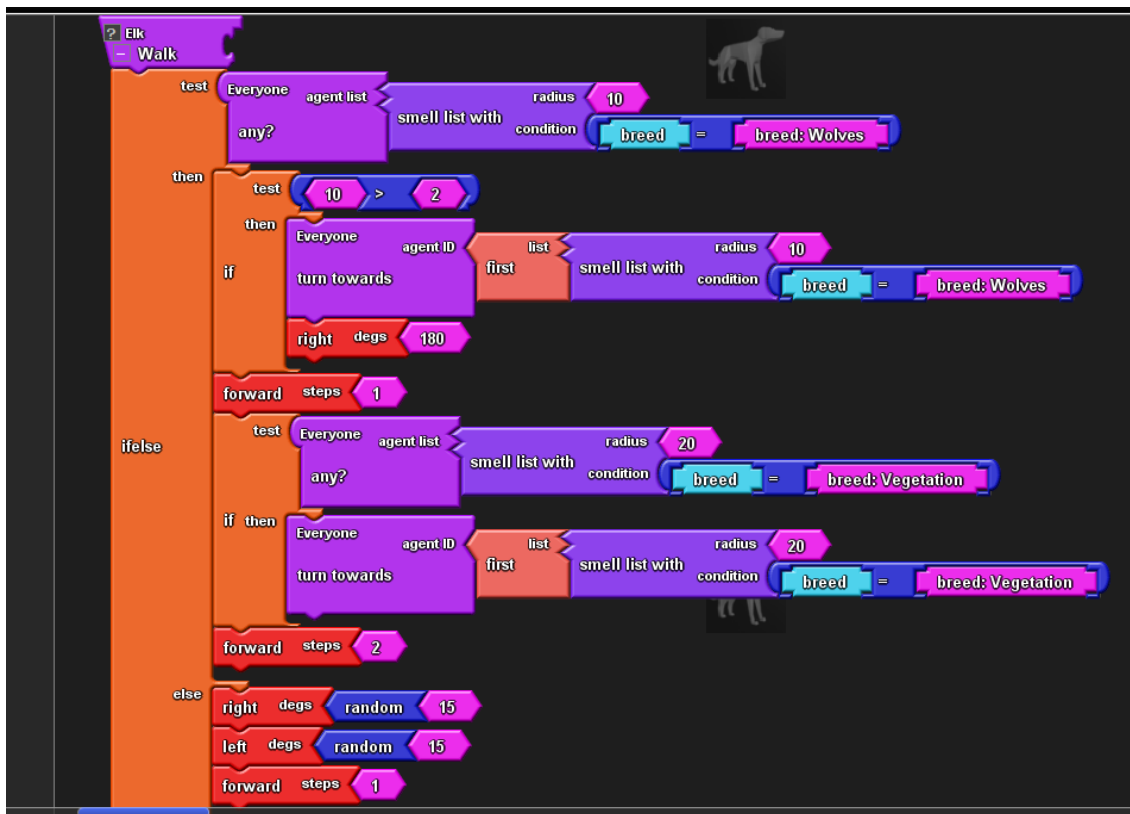 ? Elk
− Walk
test Everyone agent list radius 10
any? smell list with condition breed = breed: Wolves
then test 10 > 2
then Everyone agent ID list radius 10
if turn towards first smell list with condition breed = breed: Wolves
right degs 180
forward steps 1
ifelse test Everyone agent list radius 20
any? smell list with condition breed = breed: Vegetation
if then Everyone agent ID list radius 20
turn towards first smell list with condition breed = breed: Vegetation
forward steps 2
else right degs random 15
left degs random 15
forward steps 1